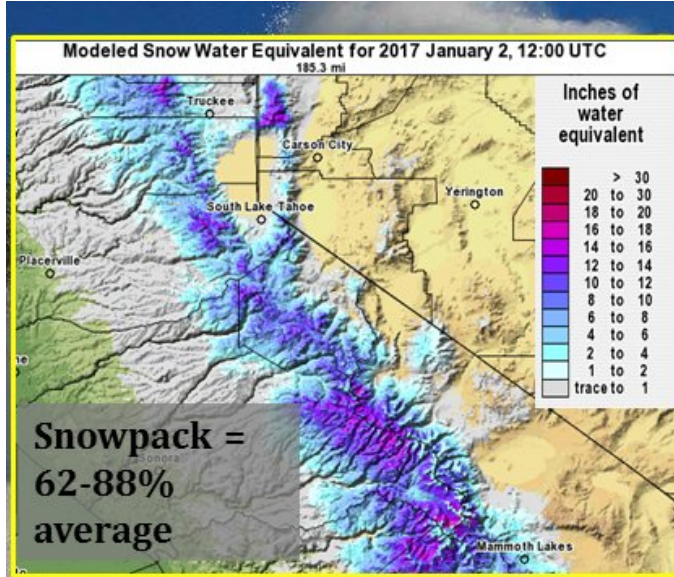 Modeled Snow Water Equivalent for 2017 January 2, 12:00 UTC
185.3 mi
Truckee
Carson City
Yerington
South Lake Tahoe
Placerville
Sonora
Mammoth Lakes
Inches of
water
equivalent
> 30
20 to 30
18 to 20
16 to 18
14 to 16
12 to 14
10 to 12
8 to 10
6 to 8
4 to 6
2 to 4
1 to 2
trace to 1
Snowpack =
62-88%
average